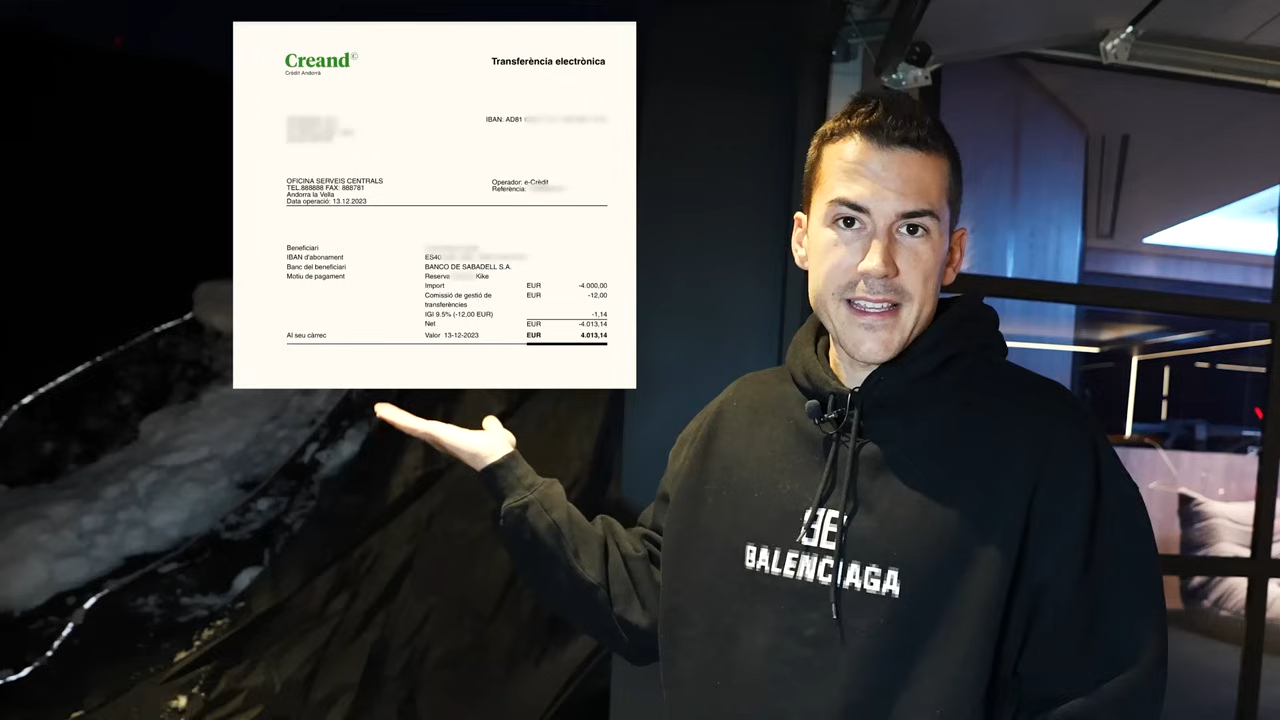 Creand©
Crèdit Andorrà
Transferència electrònica
IBAN: AD81
OFICINA SERVEIS CENTRALS
TEL.888888 FAX: 888781
Andorra la Vella
Data operació: 13.12.2023
Operador: e-Crèdit
Referència:
Beneficiari
IBAN d'abonament ES40
Banc del beneficiari BANCO DE SABADELL S.A.
Motiu de pagament Reserva Kike
Import EUR -4.000,00
Comissió de gestió de EUR -12,00
transferències
IGI 9.5% (-12,00 EUR) -1,14
Net EUR -4.013,14
Al seu càrrec Valor 13-12-2023 EUR 4.013,14
BALENCIAGA